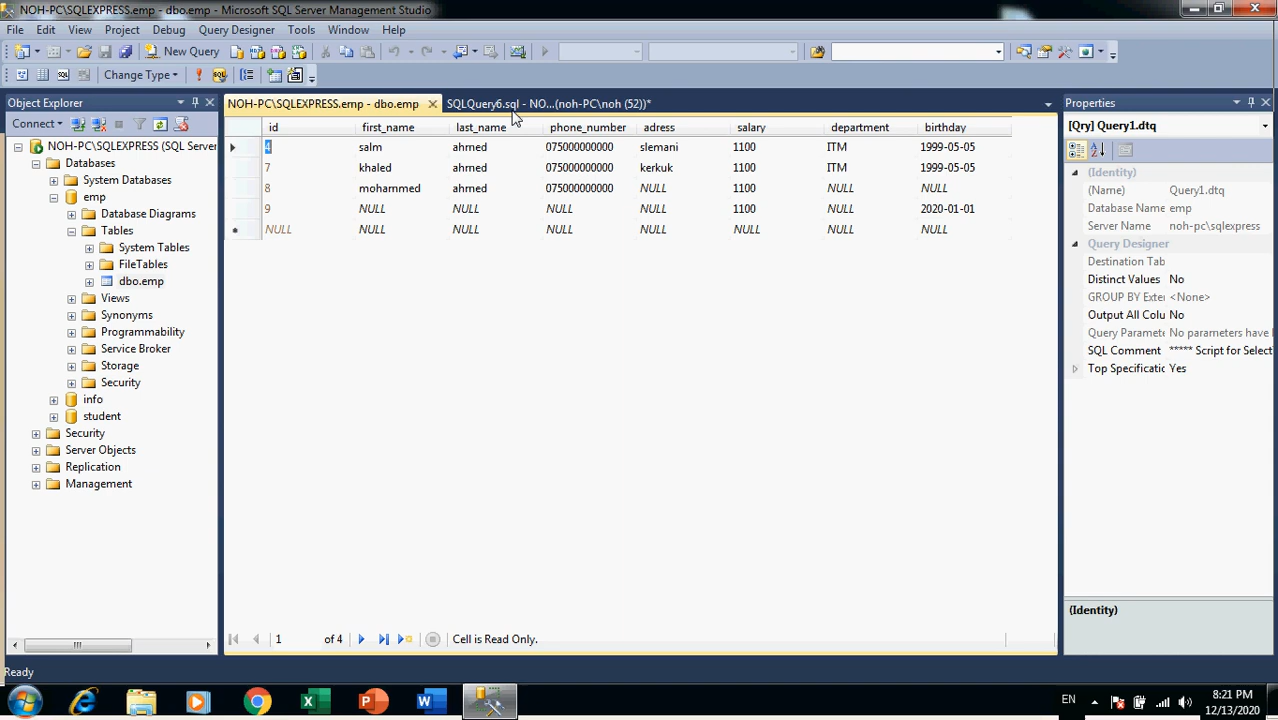 NOH-PC\SQLEXPRESS.emp - dbo.emp - Microsoft SQL Server Management Studio
File Edit View Project Debug Query Designer Tools Window Help
New Query
Change Type
Object Explorer
Connect
NOH-PC\SQLEXPRESS (SQL Server
Databases
System Databases
emp
Database Diagrams
Tables
System Tables
FileTables
dbo.emp
Views
Synonyms
Programmability
Service Broker
Storage
Security
info
student
Security
Server Objects
Replication
Management
NOH-PC\SQLEXPRESS.emp - dbo.emp SQLQuery6.sql - NO...(noh-PC\noh (52))*
id first_name last_name phone_number adress salary department birthday
4 salm ahmed 075000000000 slemani 1100 ITM 1999-05-05
7 khaled ahmed 075000000000 kerkuk 1100 ITM 1999-05-05
8 mohammed ahmed 075000000000 NULL 1100 NULL NULL
9 NULL NULL NULL NULL 1100 NULL 2020-01-01
NULL NULL NULL NULL NULL NULL NULL NULL
1 of 4 Cell is Read Only.
Properties
[Qry] Query1.dtq
(Identity)
(Name) Query1.dtq
Database Name emp
Server Name noh-pc\sqlexpress
Query Designer
Destination Tab
Distinct Values No
GROUP BY Exter <None>
Output All Colu No
Query Paramete No parameters have l
SQL Comment ***** Script for Select
Top Specificatic Yes
(Identity)
Ready
EN
8:21 PM
12/13/2020